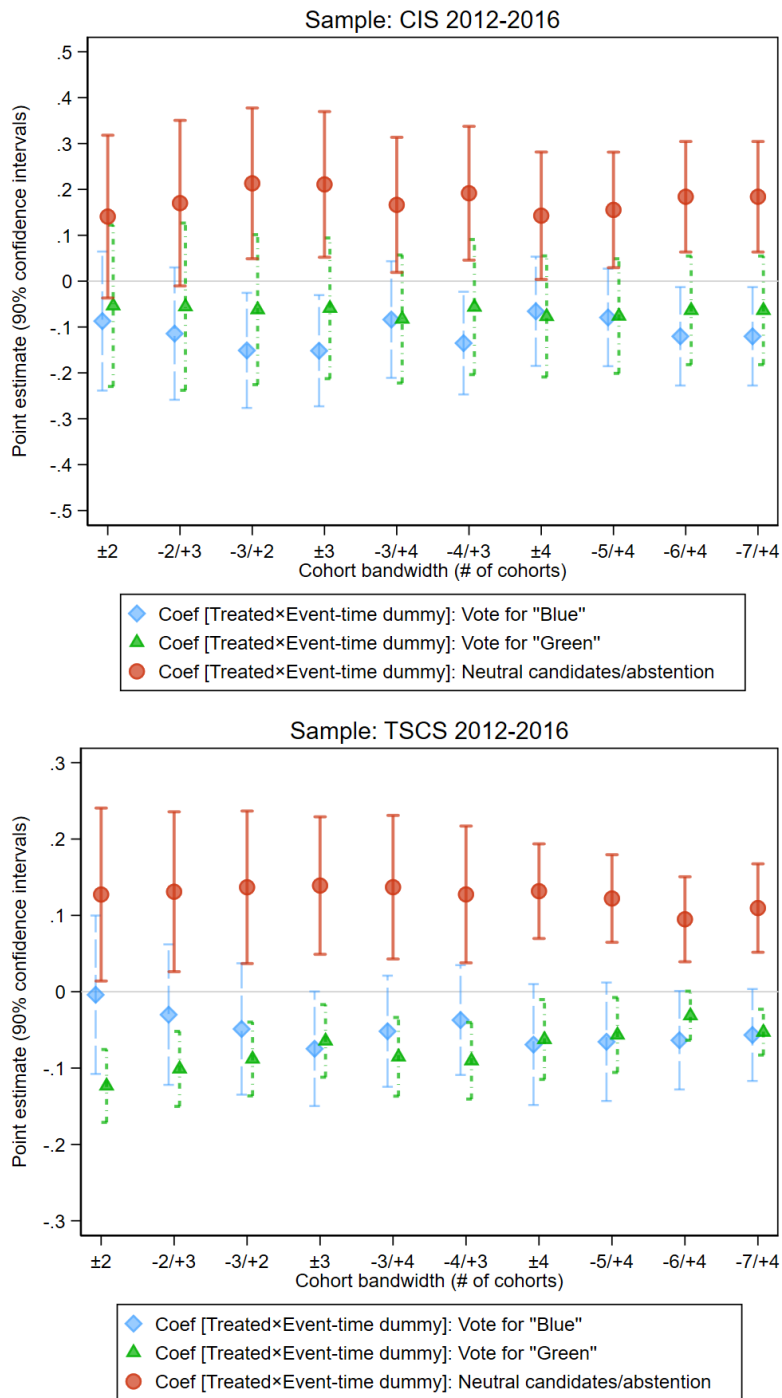 Sample: CIS 2012-2016
Point estimate (90% confidence intervals)
.5
.4
.3
.2
.1
0
-.1
-.2
-.3
-.4
-.5
±2 -2/+3 -3/+2 ±3 -3/+4 -4/+3 ±4 -5/+4 -6/+4 -7/+4
Cohort bandwidth (# of cohorts)
Coef [Treated×Event-time dummy]: Vote for "Blue"
Coef [Treated×Event-time dummy]: Vote for "Green"
Coef [Treated×Event-time dummy]: Neutral candidates/abstention
Sample: TSCS 2012-2016
Point estimate (90% confidence intervals)
.3
.2
.1
0
-.1
-.2
-.3
±2 -2/+3 -3/+2 ±3 -3/+4 -4/+3 ±4 -5/+4 -6/+4 -7/+4
Cohort bandwidth (# of cohorts)
Coef [Treated×Event-time dummy]: Vote for "Blue"
Coef [Treated×Event-time dummy]: Vote for "Green"
Coef [Treated×Event-time dummy]: Neutral candidates/abstention